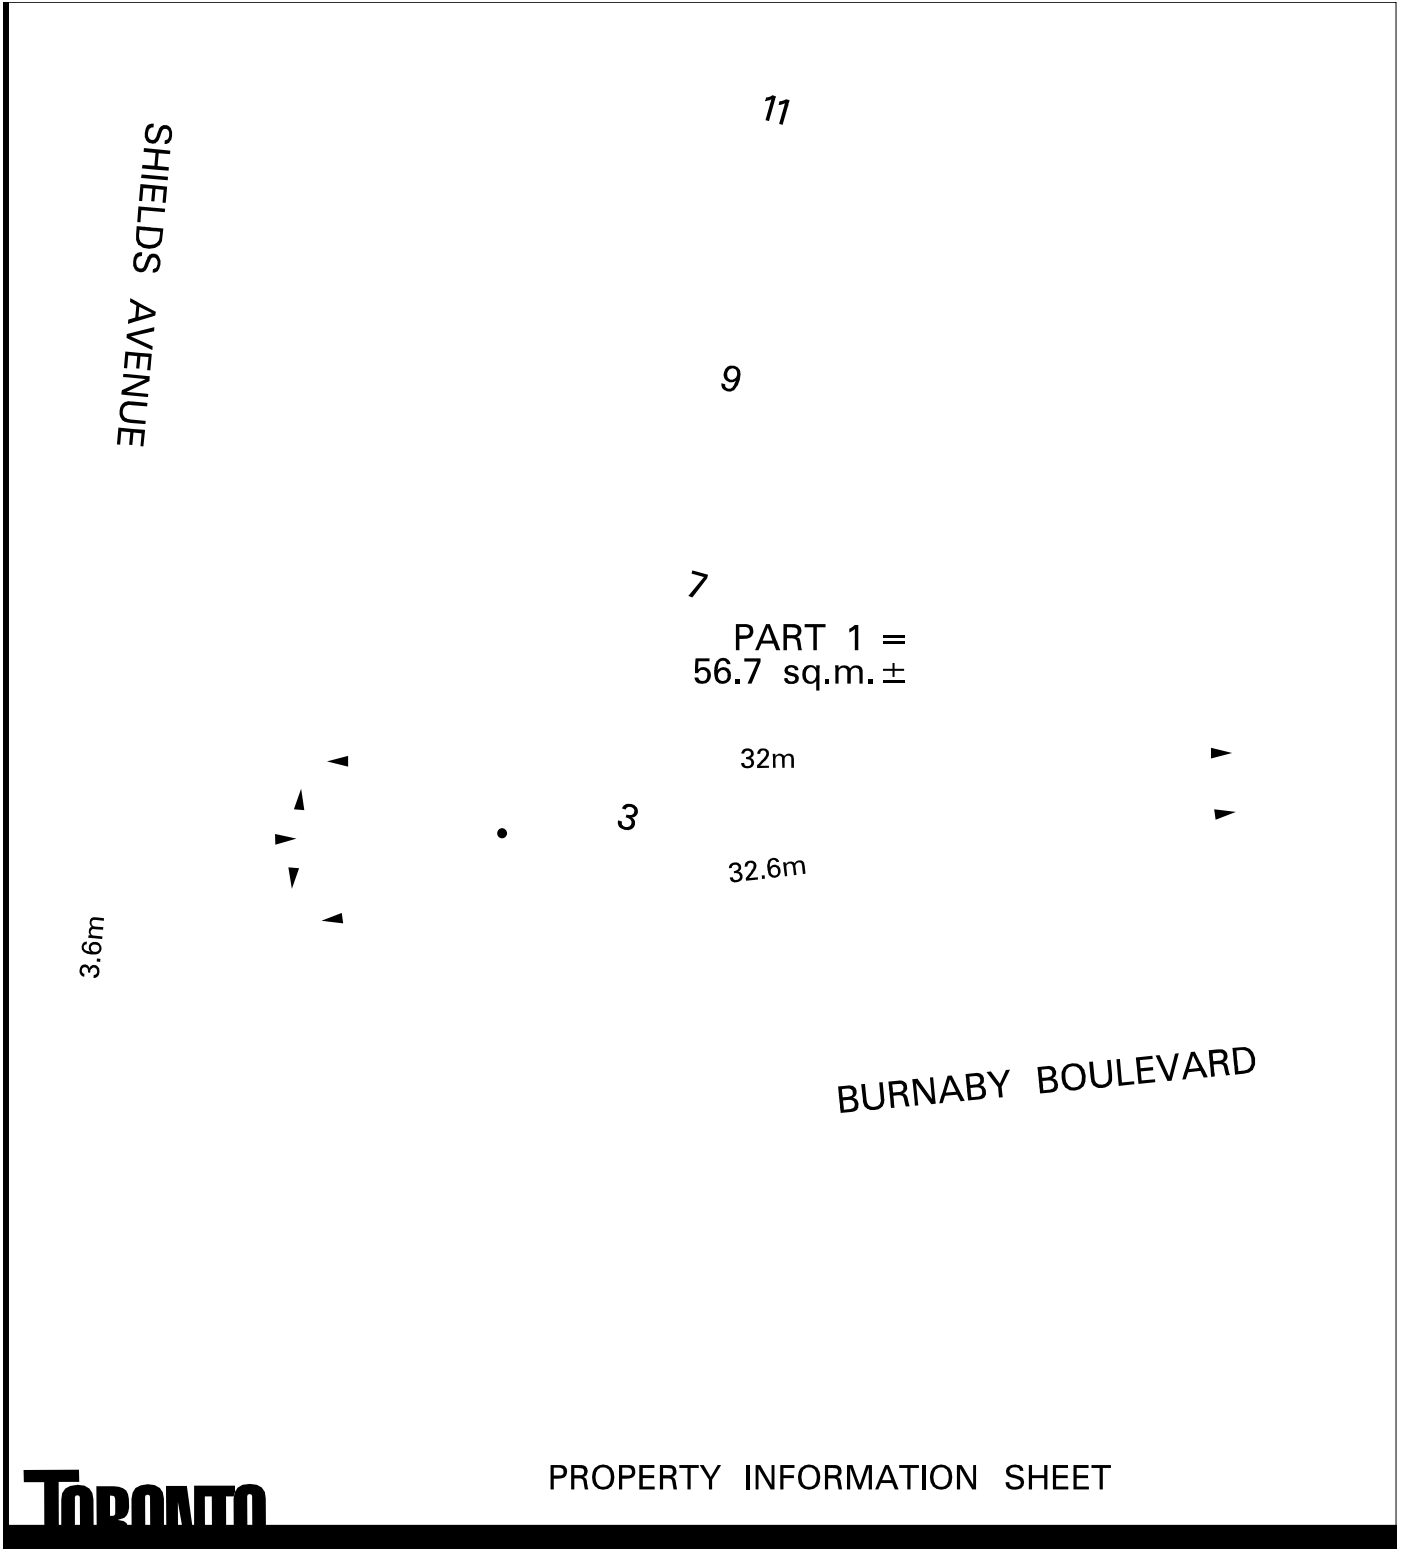 11
SHIELDS AVENUE
9
7
PART 1 =
56.7 sq.m.±
32m
3
32.6m
3.6m
BURNABY BOULEVARD
PROPERTY INFORMATION SHEET
TORONTO